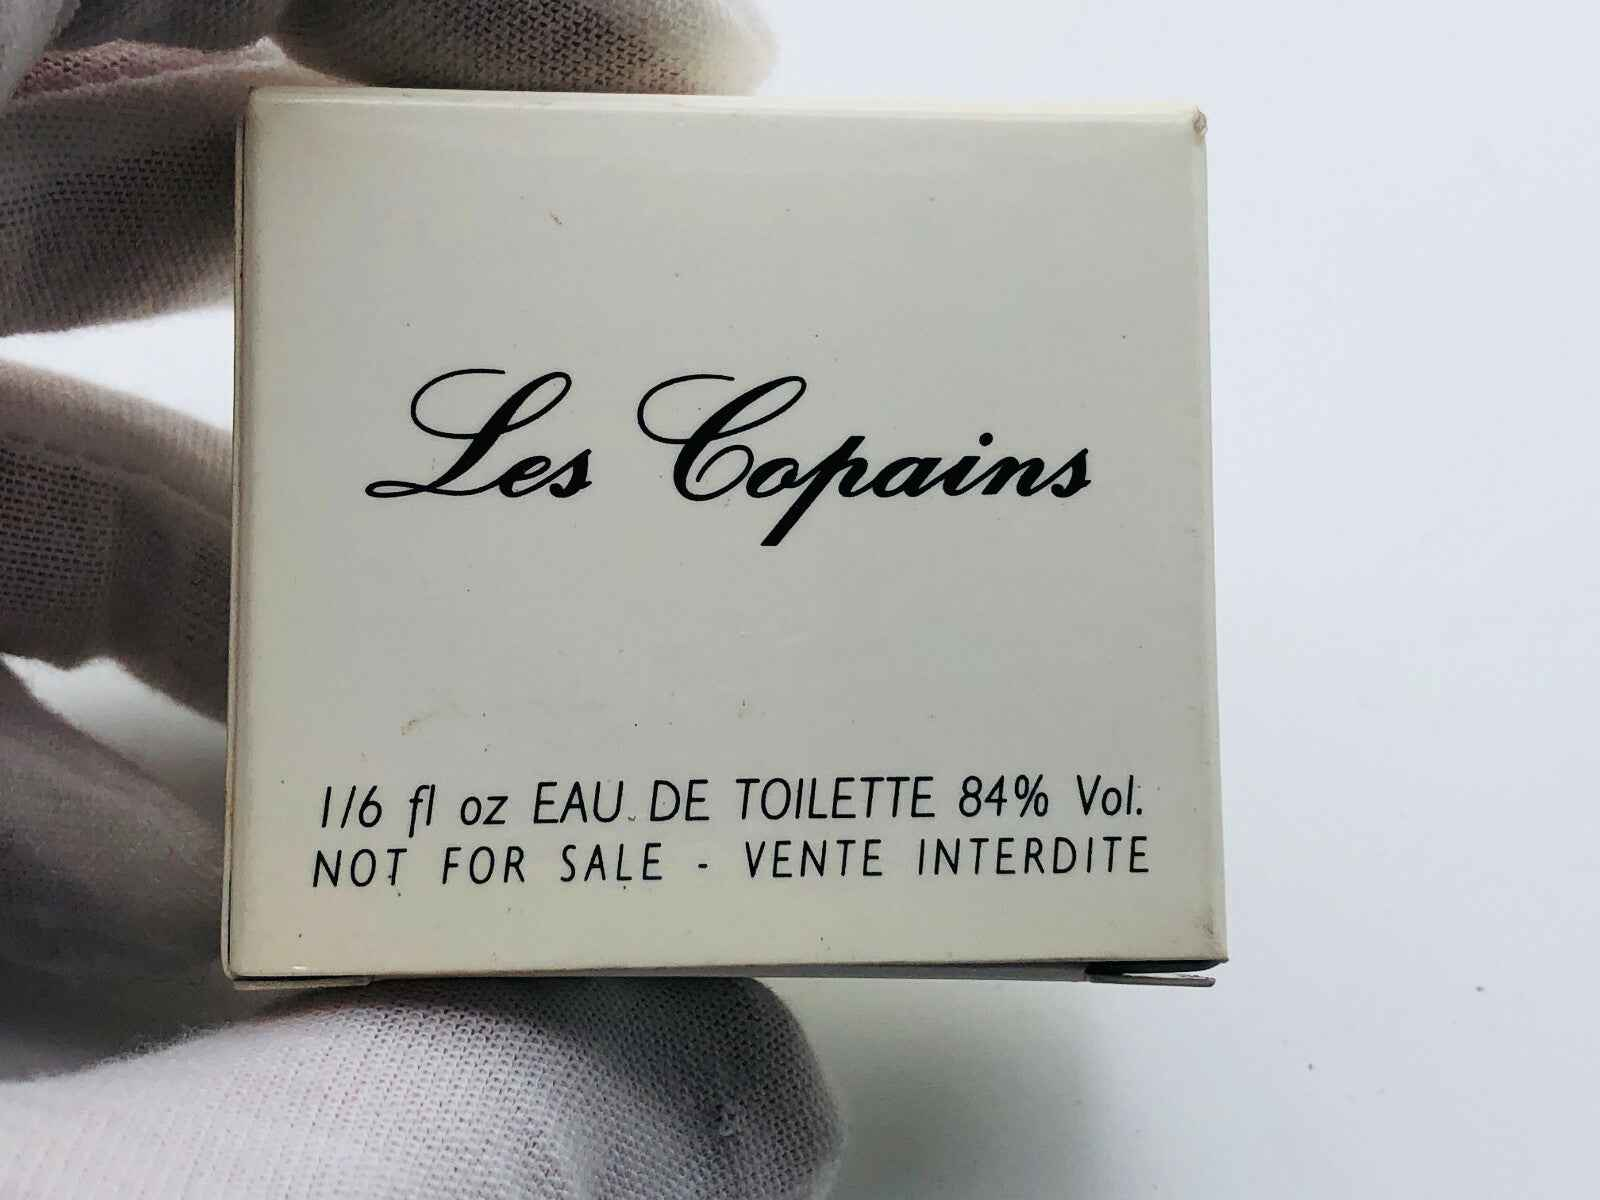 Les Copains
1/6 fl oz EAU DE TOILETTE 84% Vol.
NOT FOR SALE - VENTE INTERDITE